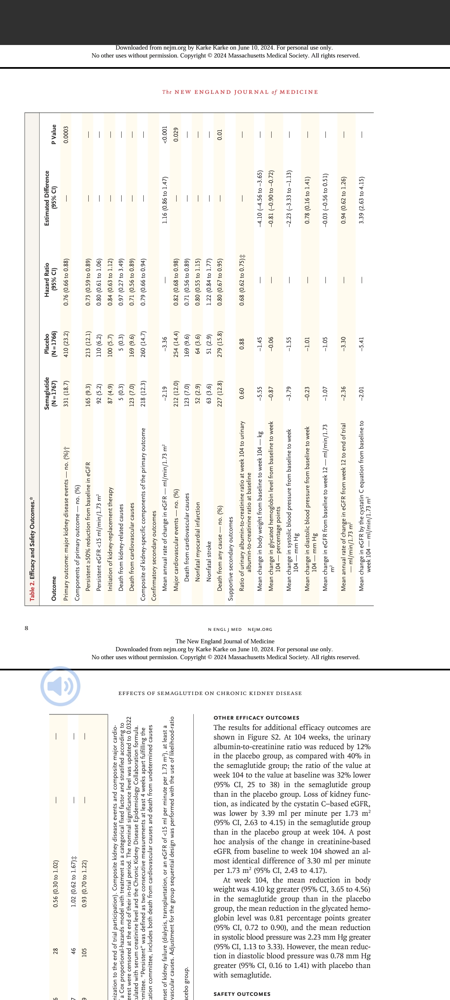 Downloaded from nejm.org by Karke Karke on June 10, 2024. For personal use only.
No other uses without permission. Copyright © 2024 Massachusetts Medical Society. All rights reserved.
The NEW ENGLAND JOURNAL of MEDICINE
Table 2. Efficacy and Safety Outcomes.*
Outcome Semaglutide (N=1767) Placebo (N=1766) Hazard Ratio (95% CI) Estimated Difference (95% CI) P Value
Primary outcome: major kidney disease events — no. (%)† 331 (18.7) 410 (23.2) 0.76 (0.66 to 0.88) — 0.0003
Components of primary outcome — no. (%)
Persistent ≥50% reduction from baseline in eGFR 165 (9.3) 213 (12.1) 0.73 (0.59 to 0.89) — —
Persistent eGFR <15 ml/min/1.73 m² 92 (5.2) 110 (6.2) 0.80 (0.61 to 1.06) — —
Initiation of kidney-replacement therapy 87 (4.9) 100 (5.7) 0.84 (0.63 to 1.12) — —
Death from kidney-related causes 5 (0.3) 5 (0.3) 0.97 (0.27 to 3.49) — —
Death from cardiovascular causes 123 (7.0) 169 (9.6) 0.71 (0.56 to 0.89) — —
Composite of kidney-specific components of the primary outcome 218 (12.3) 260 (14.7) 0.79 (0.66 to 0.94) — —
Confirmatory secondary outcomes
Mean annual rate of change in eGFR — ml/min/1.73 m² −2.19 −3.36 — 1.16 (0.86 to 1.47) <0.001
Major cardiovascular events — no. (%) 212 (12.0) 254 (14.4) 0.82 (0.68 to 0.98) — 0.029
Death from cardiovascular causes 123 (7.0) 169 (9.6) 0.71 (0.56 to 0.89) — —
Nonfatal myocardial infarction 52 (2.9) 64 (3.6) 0.80 (0.55 to 1.15) — —
Nonfatal stroke 63 (3.6) 51 (2.9) 1.22 (0.84 to 1.77) — —
Death from any cause — no. (%) 227 (12.8) 279 (15.8) 0.80 (0.67 to 0.95) — 0.01
Supportive secondary outcomes
Ratio of urinary albumin-to-creatinine ratio at week 104 to urinary 0.60 0.88 0.68 (0.62 to 0.75)‡ — —
albumin-to-creatinine ratio at baseline
Mean change in body weight from baseline to week 104 — kg −5.55 −1.45 — −4.10 (−4.56 to −3.65) —
Mean change in glycated hemoglobin level from baseline to week −0.87 −0.06 — −0.81 (−0.90 to −0.72) —
104 — percentage points
Mean change in systolic blood pressure from baseline to week −3.79 −1.55 — −2.23 (−3.33 to −1.13) —
104 — mm Hg
Mean change in diastolic blood pressure from baseline to week −0.23 −1.01 — 0.78 (0.16 to 1.41) —
104 — mm Hg
Mean change in eGFR from baseline to week 12 — ml/min/1.73 −1.07 −1.05 — −0.03 (−0.56 to 0.51) —
m²
Mean annual rate of change in eGFR from week 12 to end of trial −2.36 −3.30 — 0.94 (0.62 to 1.26) —
— ml/min/1.73 m²
Mean change in eGFR by the cystatin C equation from baseline to −2.01 −5.41 — 3.39 (2.63 to 4.15) —
week 104 — ml/min/1.73 m²
8
N ENGL J MED NEJM.ORG
The New England Journal of Medicine
Downloaded from nejm.org by Karke Karke on June 10, 2024. For personal use only.
No other uses without permission. Copyright © 2024 Massachusetts Medical Society. All rights reserved.
EFFECTS OF SEMAGLUTIDE ON CHRONIC KIDNEY DISEASE
28 0.56 (0.30 to 1.02) — —
46 1.02 (0.62 to 1.67)‡ — —
105 0.93 (0.70 to 1.22) — —
to the end of trial participation). Composite kidney disease events and composite major cardio-
a Cox proportional-hazards model with treatment as a categorical fixed factor and stratified according to
were censored at the end of their in-trial period. The nominal significance level was updated to 0.0322
with serum creatinine level and the Chronic Kidney Disease Epidemiology Collaboration formula.
“Persistent” was defined as two consecutive measurements at least 4 weeks apart fulfilling the
committee, includes both death from cardiovascular causes and death from undetermined causes
of kidney failure (dialysis, transplantation, or an eGFR of <15 ml per minute per 1.73 m²), at least a
vascular causes. Adjustment for the group sequential design was performed with the use of likelihood-ratio
group.
OTHER EFFICACY OUTCOMES
The results for additional efficacy outcomes are
shown in Figure S2. At 104 weeks, the urinary
albumin-to-creatinine ratio was reduced by 12%
in the placebo group, as compared with 40% in
the semaglutide group; the ratio of the value at
week 104 to the value at baseline was 32% lower
(95% CI, 25 to 38) in the semaglutide group
than in the placebo group. Loss of kidney func-
tion, as indicated by the cystatin C–based eGFR,
was lower by 3.39 ml per minute per 1.73 m²
(95% CI, 2.63 to 4.15) in the semaglutide group
than in the placebo group at week 104. A post
hoc analysis of the change in creatinine-based
eGFR from baseline to week 104 showed an al-
most identical difference of 3.30 ml per minute
per 1.73 m² (95% CI, 2.43 to 4.17).
At week 104, the mean reduction in body
weight was 4.10 kg greater (95% CI, 3.65 to 4.56)
in the semaglutide group than in the placebo
group, the mean reduction in the glycated hemo-
globin level was 0.81 percentage points greater
(95% CI, 0.72 to 0.90), and the mean reduction
in systolic blood pressure was 2.23 mm Hg greater
(95% CI, 1.13 to 3.33). However, the mean reduc-
tion in diastolic blood pressure was 0.78 mm Hg
greater (95% CI, 0.16 to 1.41) with placebo than
with semaglutide.
SAFETY OUTCOMES